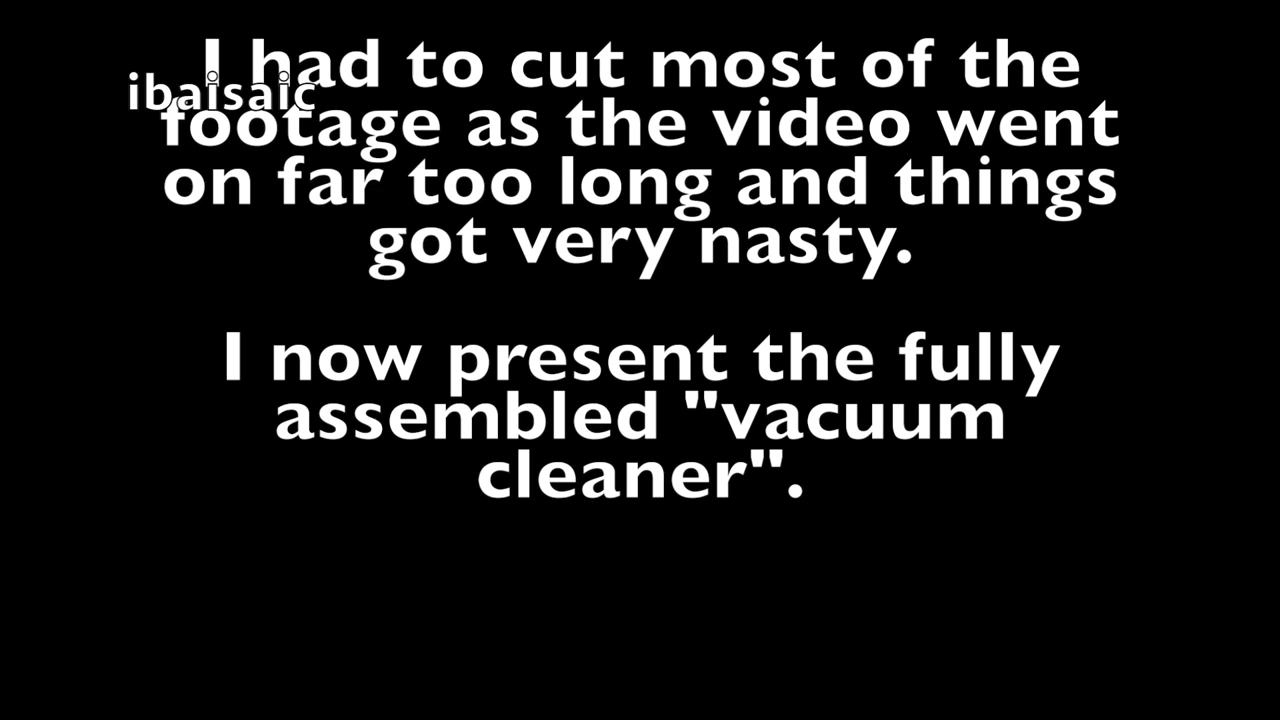 I had to cut most of the
ibaisaic
footage as the video went
on far too long and things
got very nasty.
I now present the fully
assembled "vacuum
cleaner".